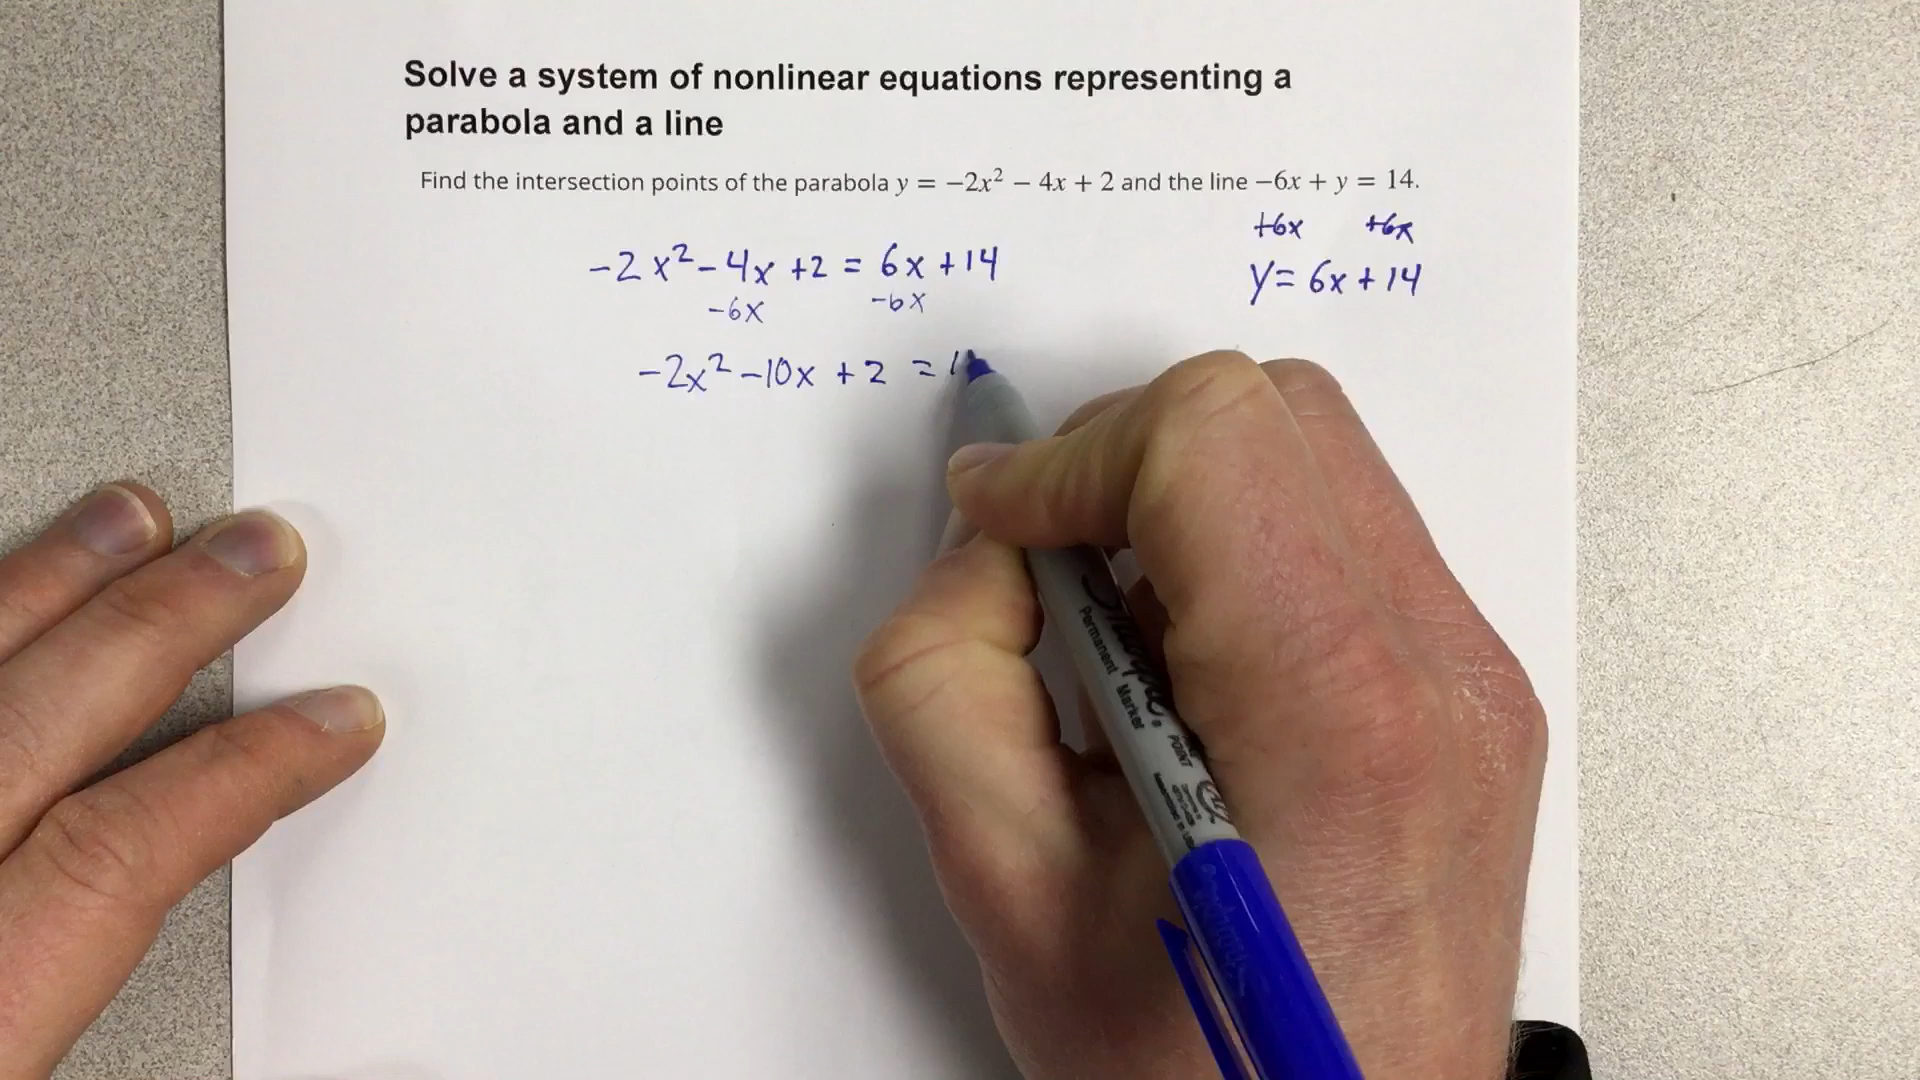 Solve a system of nonlinear equations representing a
parabola and a line
Find the intersection points of the parabola y = −2x² − 4x + 2 and the line −6x + y = 14.
+6x +6x
-2x² - 4x + 2 = 6x + 14
y = 6x + 14
-6x -6x
-2x² - 10x + 2 = 1
Sharpie.
Permanent Marker
POINT